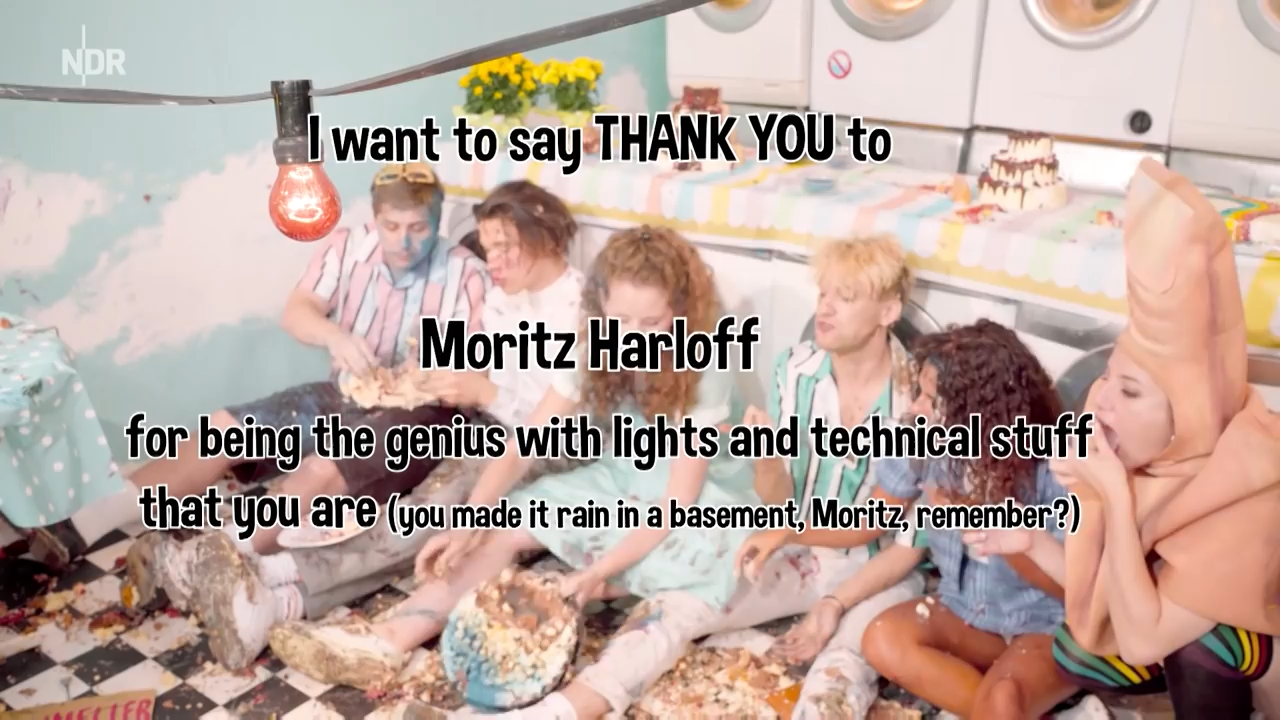 NDR
I want to say THANK YOU to
Moritz Harloff
for being the genius with lights and technical stuff
that you are (you made it rain in a basement, Moritz, remember?)